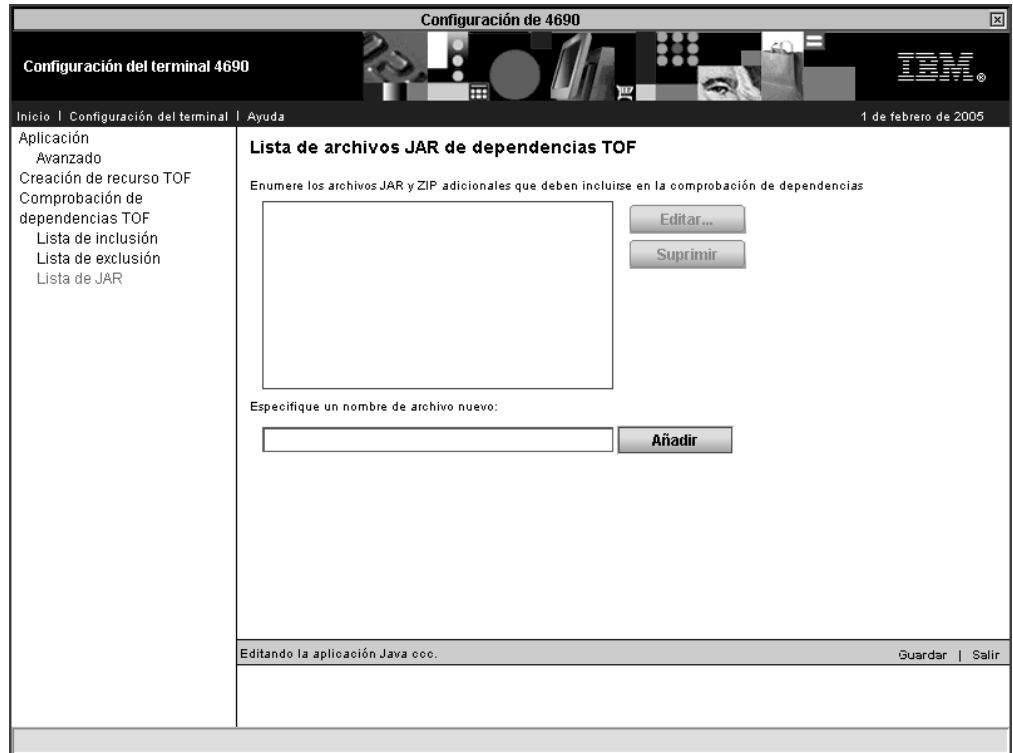 Configuración de 4690
Configuración del terminal 4690
IBM®
Inicio | Configuración del terminal | Ayuda
1 de febrero de 2005
Aplicación
Avanzado
Creación de recurso TOF
Comprobación de
dependencias TOF
Lista de inclusión
Lista de exclusión
Lista de JAR
Lista de archivos JAR de dependencias TOF
Enumere los archivos JAR y ZIP adicionales que deben incluirse en la comprobación de dependencias
Editar...
Suprimir
Especifique un nombre de archivo nuevo:
Añadir
Editando la aplicación Java ccc.
Guardar | Salir